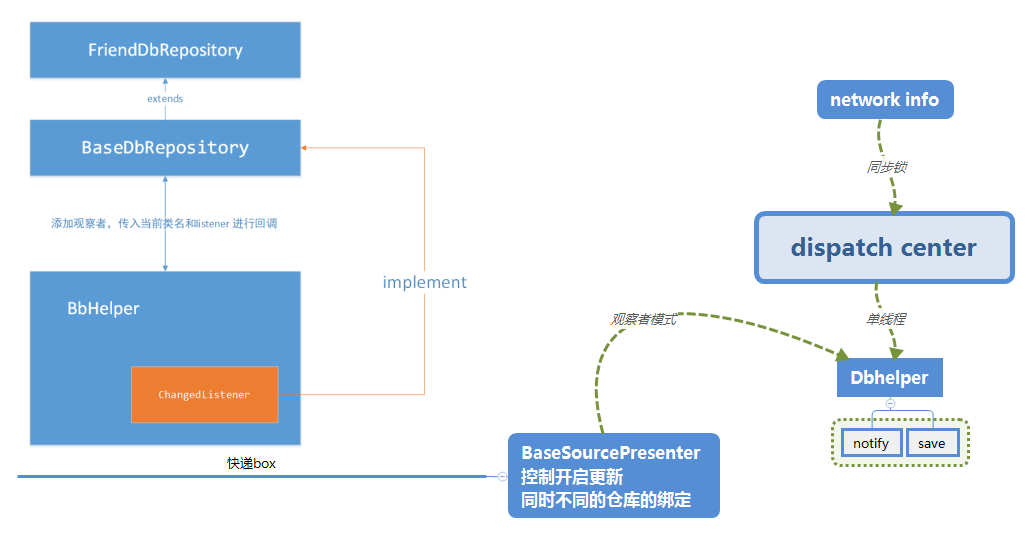 FriendDbRepository
extends
BaseDbRepository
添加观察者，传入当前类名和listener 进行回调
implement
BbHelper
ChangedListener
快递box
network info
同步锁
dispatch center
单线程
观察者模式
Dbhelper
notify
save
BaseSourcePresenter
控制开启更新
同时不同的仓库的绑定